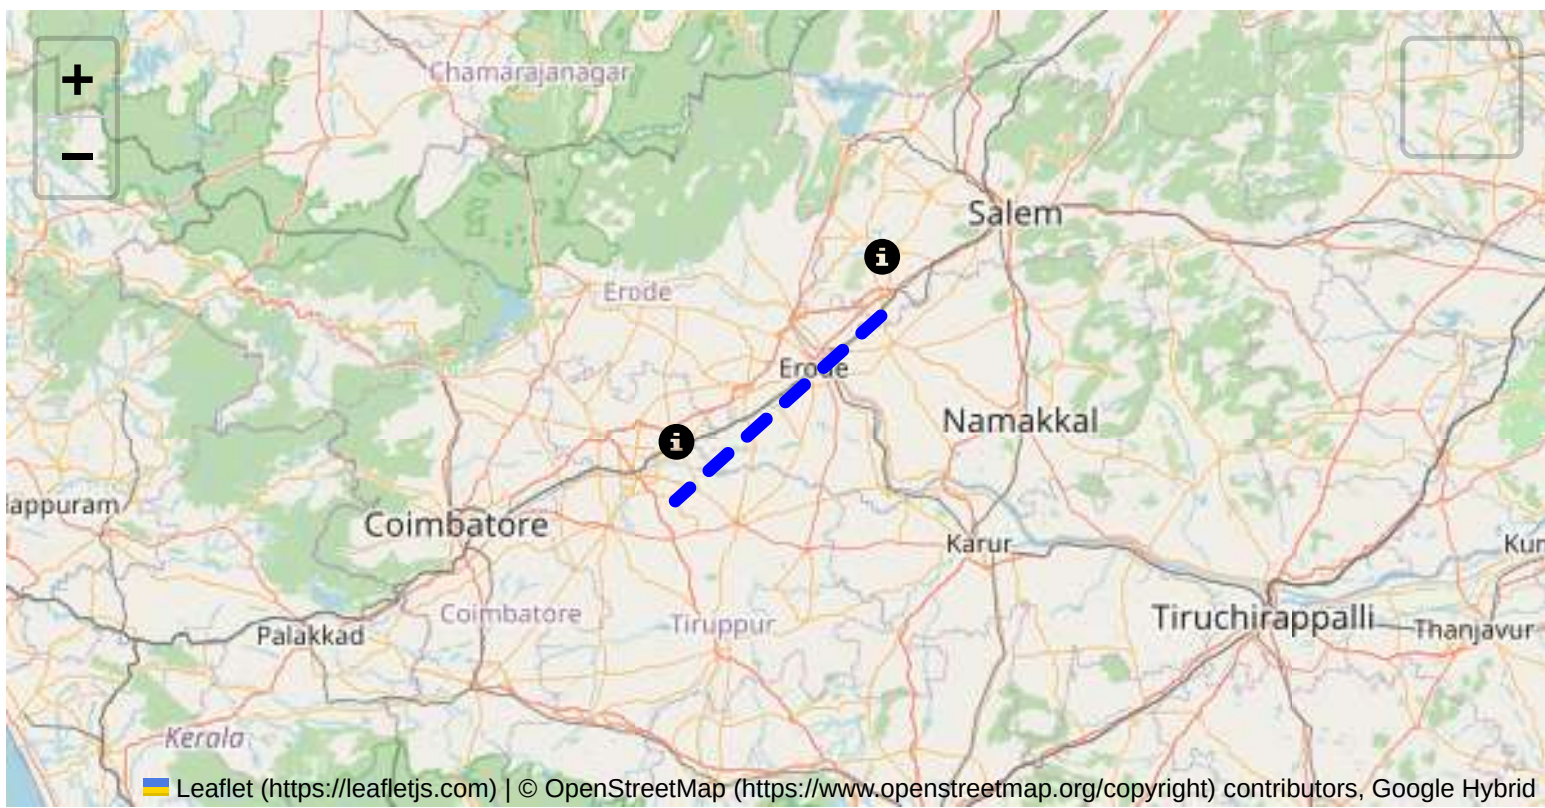 +
Chamarajanagar
−
Salem
Erode
Erode
Namakkal
appuram
Coimbatore
Karur
Kur
Coimbatore
Tiruppur
Tiruchirappalli
Palakkad
Thanjavur
Kerala
Leaflet (https://leafletjs.com) | © OpenStreetMap (https://www.openstreetmap.org/copyright) contributors, Google Hybrid